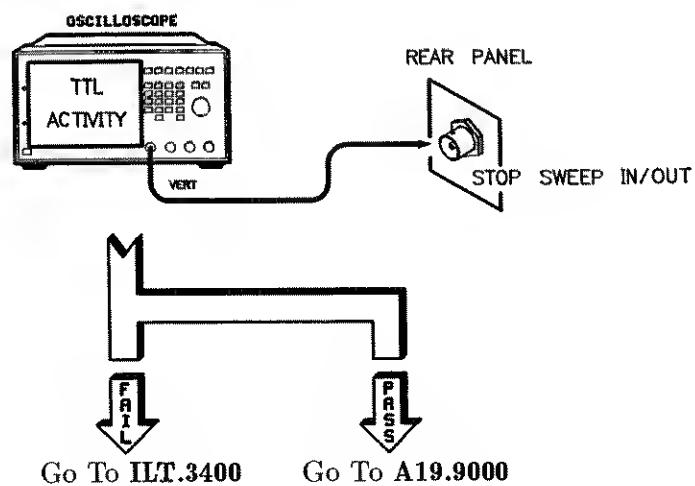 OSCILLOSCOPE
TTL
ACTIVITY
VERT
REAR PANEL
STOP SWEEP IN/OUT
FAIL
PASS
Go To ILT.3400
Go To A19.9000